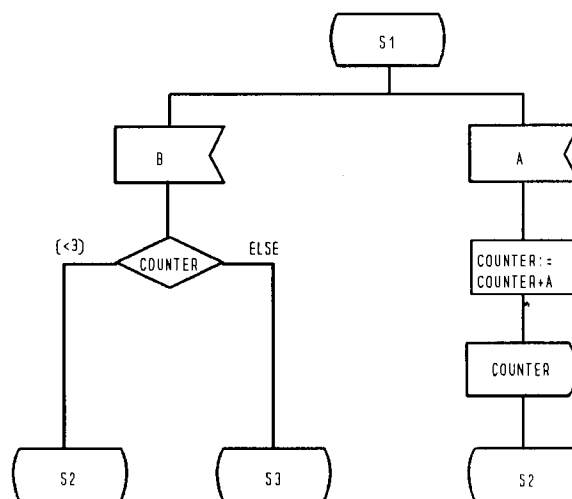 S1
B
A
(<3)
ELSE
COUNTER
COUNTER:=
COUNTER+A
COUNTER
S2
S3
S2